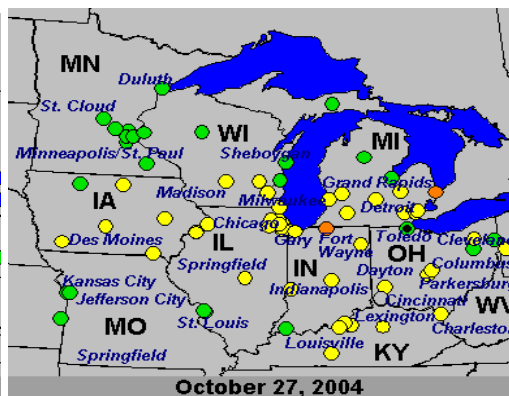 MN
Duluth
St. Cloud
WI
MI
Minneapolis/St. Paul
Sheboygan
Madison
Milwaukee
Grand Rapids
IA
Detroit
Chicago
Des Moines
IL
Gary
Fort Wayne
Toledo
Cleveland
OH
Springfield
IN
Dayton
Columbus
Kansas City
Indianapolis
Parkersburg
Jefferson City
Cincinnati
WV
MO
St. Louis
Lexington
Charleston
Louisville
Springfield
KY
October 27, 2004